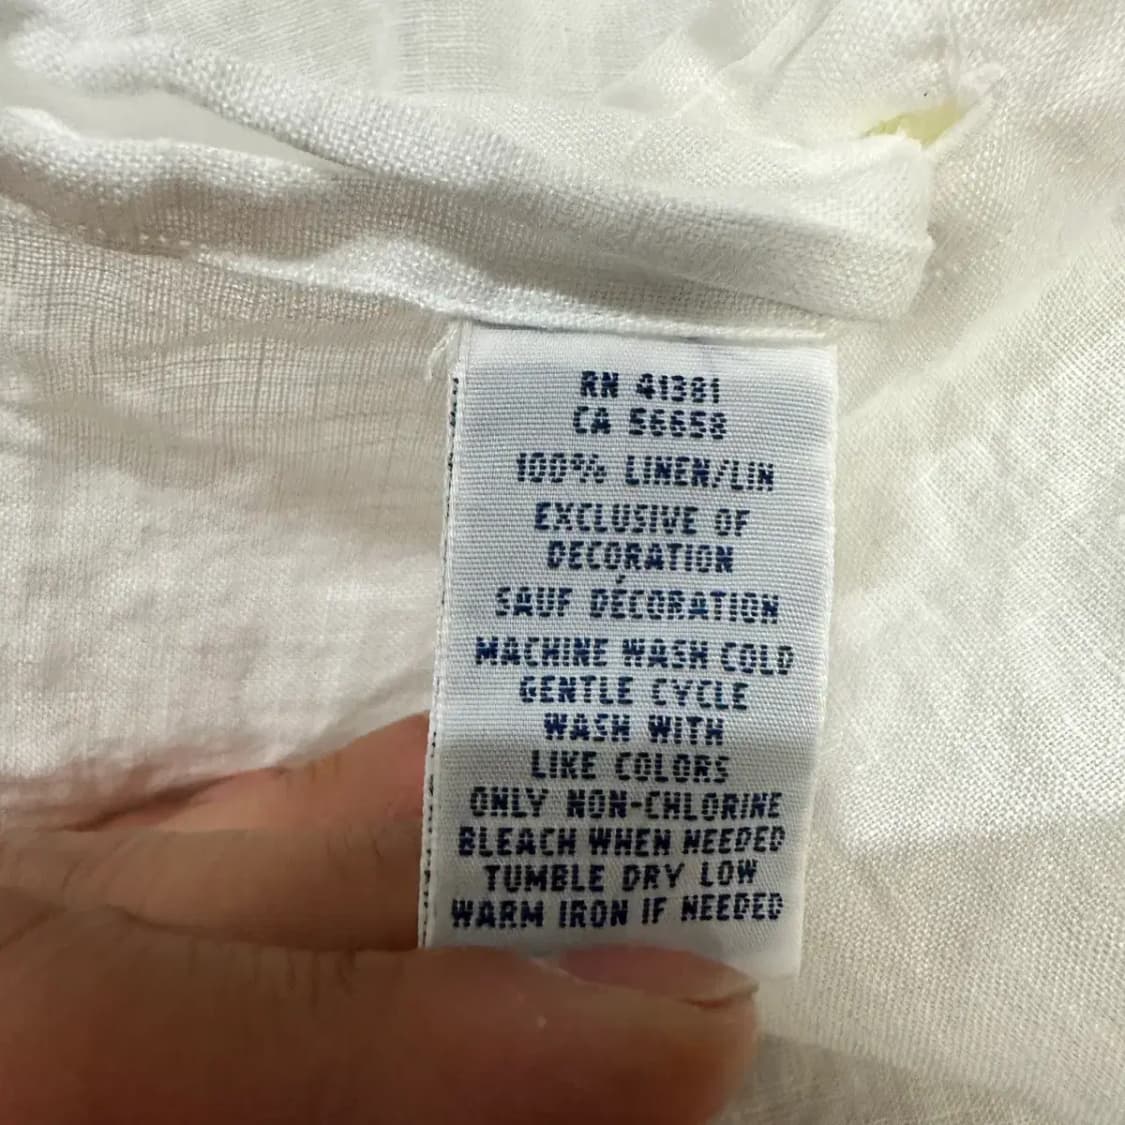 RN 41381
CA 56658
100% LINEN/LIN
EXCLUSIVE OF
DECORATION
SAUF DÉCORATION
MACHINE WASH COLD
GENTLE CYCLE
WASH WITH
LIKE COLORS
ONLY NON-CHLORINE
BLEACH WHEN NEEDED
TUMBLE DRY LOW
WARM IRON IF NEEDED